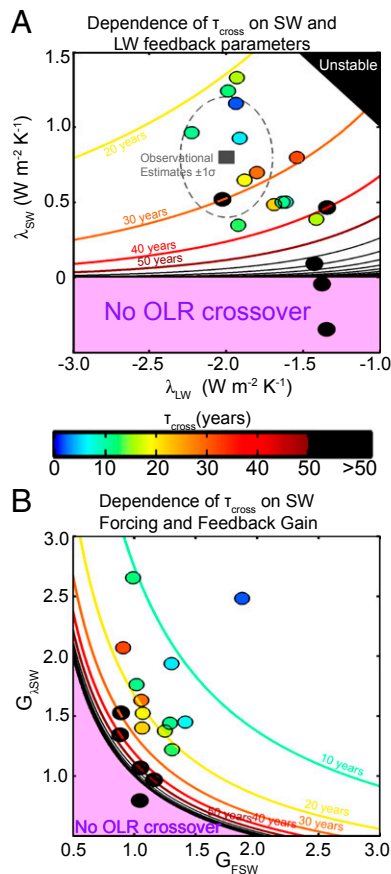 A
Dependence of τcross on SW and
LW feedback parameters
1.5
1.0
0.5
0
λSW (W m-2 K-1)
Unstable
20 years
Observational
Estimates ±1σ
30 years
40 years
50 years
No OLR crossover
-3.0 -2.5 -2.0 -1.5 -1.0
λLW (W m-2 K-1)
τcross(years)
0 10 20 30 40 50 >50
B
Dependence of τcross on SW
Forcing and Feedback Gain
3.0
2.5
2.0
1.5
1.0
GλSW
10 years
20 years
50 years 40 years 30 years
No OLR crossover
0.5 1.0 1.5 2.0 2.5 3.0
GFSW